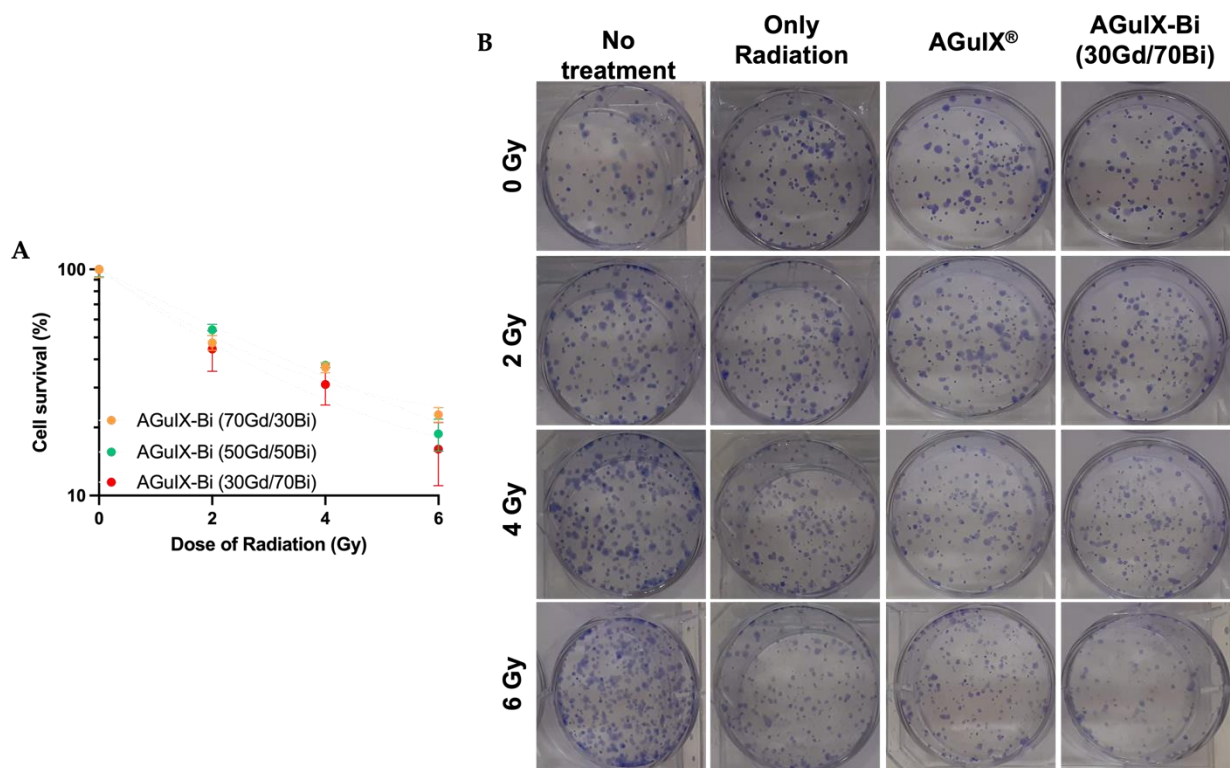 A
Cell survival (%)
100
10
AGuIX-Bi (70Gd/30Bi)
AGuIX-Bi (50Gd/50Bi)
AGuIX-Bi (30Gd/70Bi)
0 2 4 6
Dose of Radiation (Gy)
B
No
treatment
Only
Radiation
AGuIX®
AGuIX-Bi
(30Gd/70Bi)
0 Gy
2 Gy
4 Gy
6 Gy